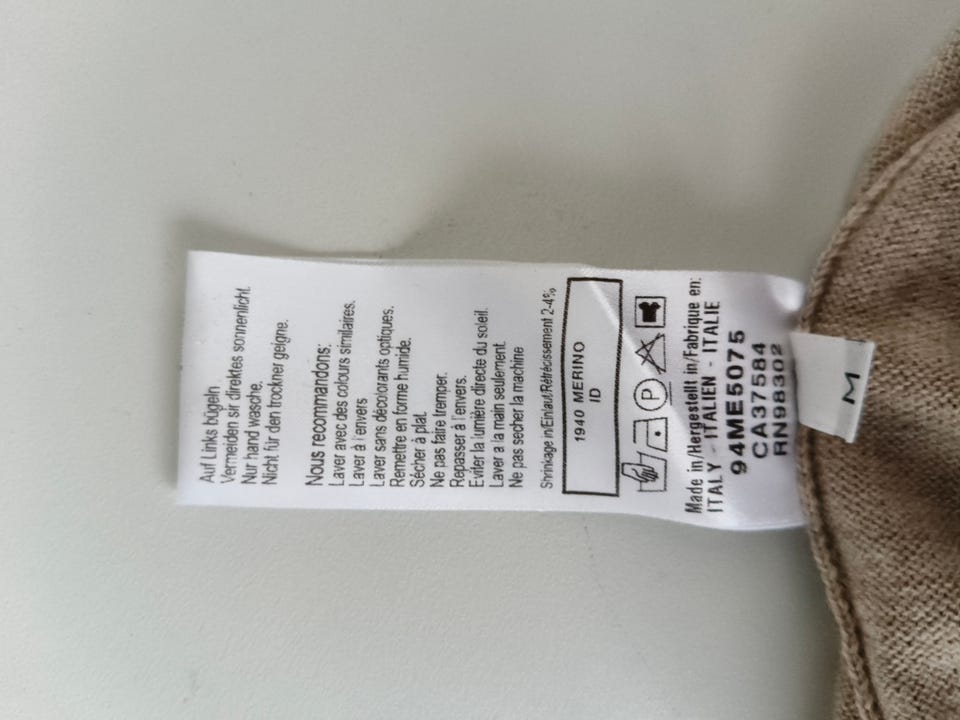 Auf Links bügeln
Vermeiden sir direktes sonnenlicht.
Nur hand wasche,
Nicht für den trockner geigne.
Nous recommandons:
Laver avec des colours similaires.
Laver à l'envers
Laver sans décolorants optiques.
Remettre en forme humide.
Sècher à plat.
Ne pas faire tremper.
Repasser à l'envers.
Eviter la lumière directe du soleil.
Laver a la main seulement.
Ne pas secher la machine
Shrinkage in/Einlauf/Rétrécissement 2-4%
1940 MERINO
ID
P
Made in/Hergestellt in/Fabrique en:
ITALY - ITALIEN - ITALIE
94ME5075
CA37584
RN98302
M